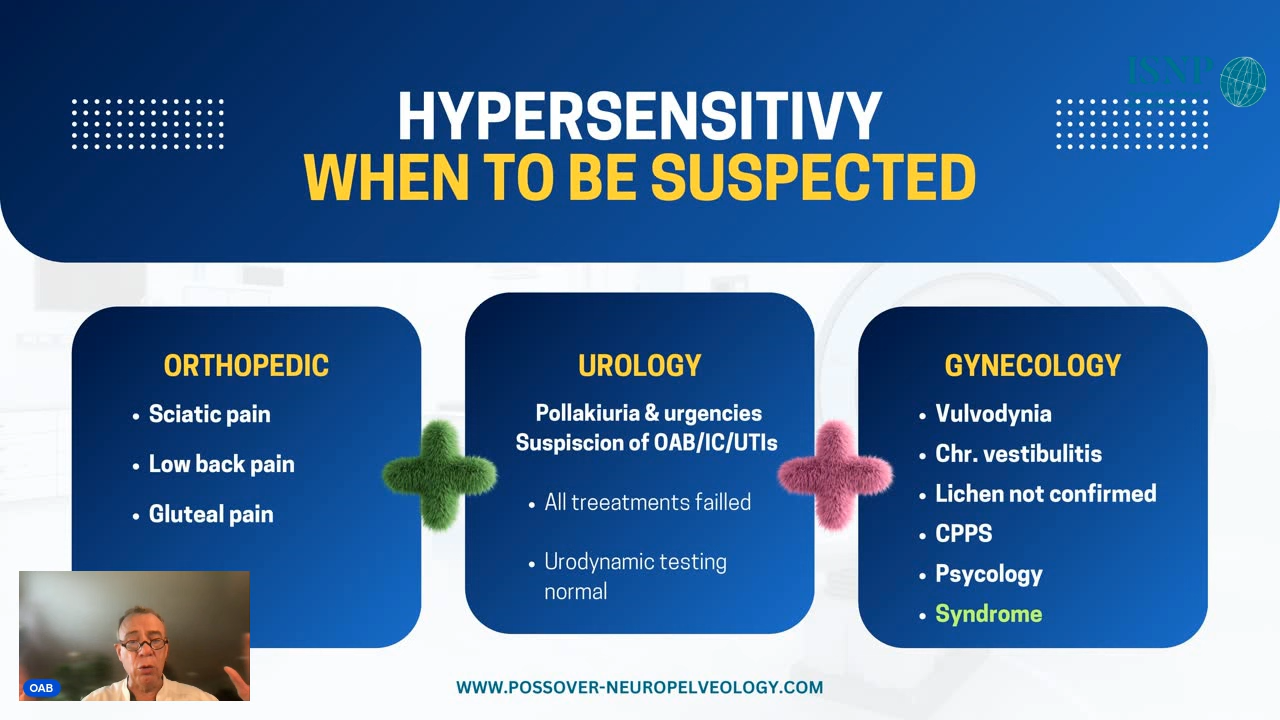 ISNP
HYPERSENSITIVY
WHEN TO BE SUSPECTED
ORTHOPEDIC
• Sciatic pain
• Low back pain
• Gluteal pain
UROLOGY
Pollakiuria & urgencies
Suspiscion of OAB/IC/UTIs
• All treeatments failled
• Urodynamic testing
normal
GYNECOLOGY
• Vulvodynia
• Chr. vestibulitis
• Lichen not confirmed
• CPPS
• Psycology
• Syndrome
OAB
WWW.POSSOVER-NEUROPELVEOLOGY.COM